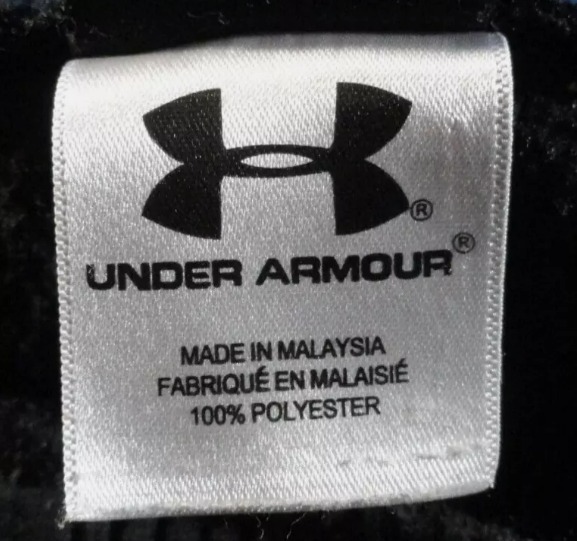 ®
UNDER ARMOUR®
MADE IN MALAYSIA
FABRIQUÉ EN MALAISIÉ
100% POLYESTER